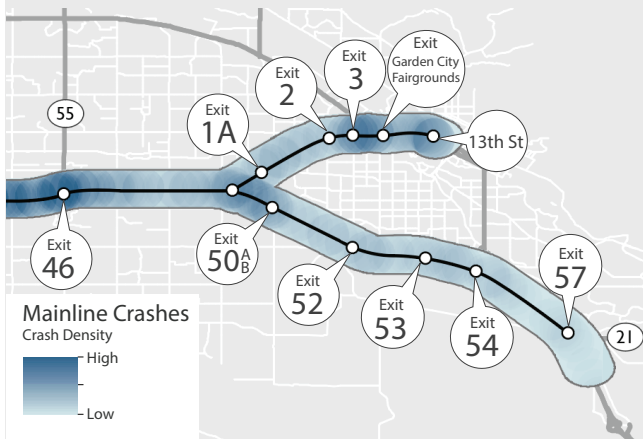 Exit
Garden City
Fairgrounds
Exit
3
Exit
2
55
Exit
1A
13th St
Exit
46
Exit
50A
B
Exit
52
Exit
53
Exit
54
Exit
57
21
Mainline Crashes
Crash Density
High
Low